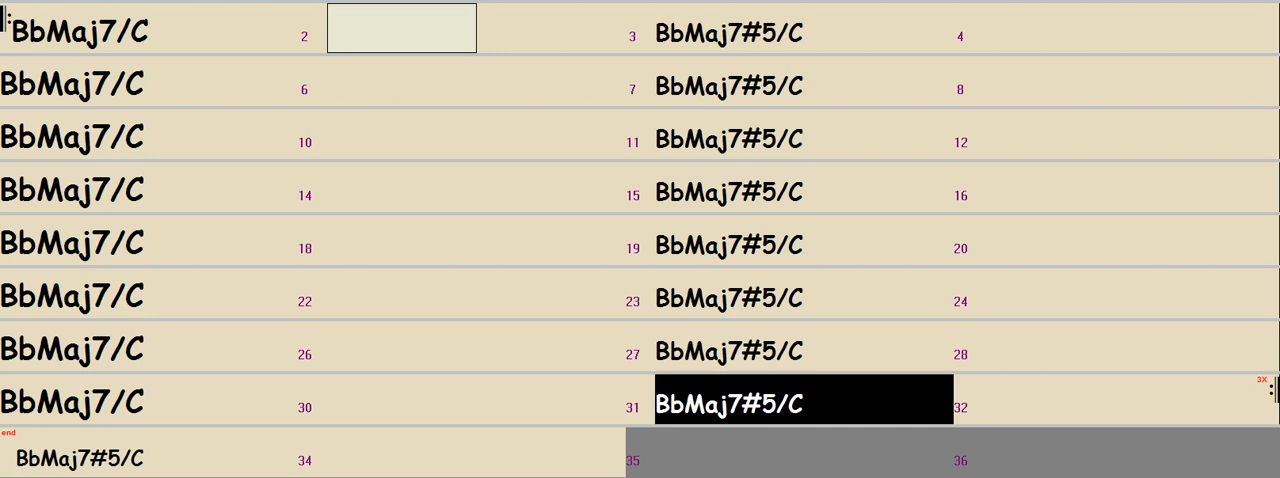 BbMaj7/C 2 3 BbMaj7#5/C 4
BbMaj7/C 6 7 BbMaj7#5/C 8
BbMaj7/C 10 11 BbMaj7#5/C 12
BbMaj7/C 14 15 BbMaj7#5/C 16
BbMaj7/C 18 19 BbMaj7#5/C 20
BbMaj7/C 22 23 BbMaj7#5/C 24
BbMaj7/C 26 27 BbMaj7#5/C 28
3X
BbMaj7/C 30 31 BbMaj7#5/C 32
end
BbMaj7#5/C 34 35 36